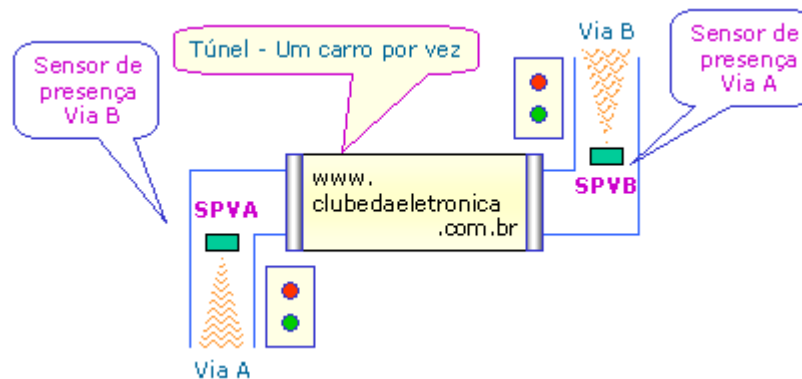 Sensor de
presença
Via B
Túnel - Um carro por vez
Via B
Sensor de
presença
Via A
www.
clubedaeletronica
.com.br
SPVA
SPVB
Via A